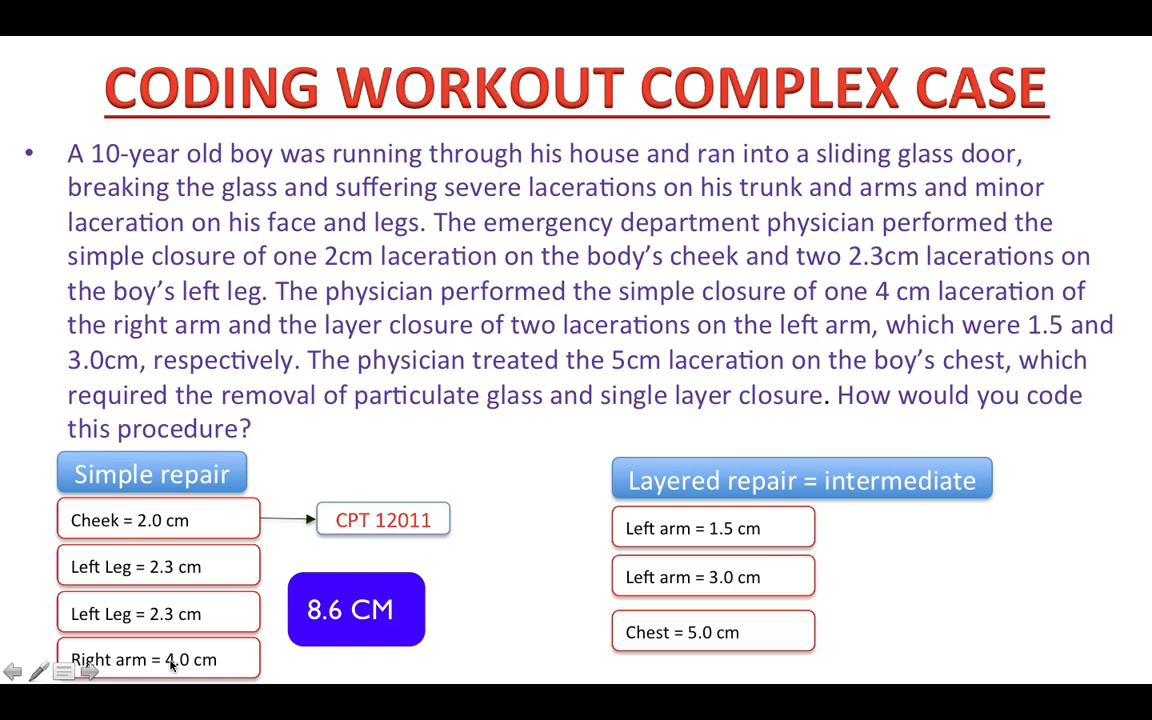 CODING WORKOUT COMPLEX CASE
• A 10-year old boy was running through his house and ran into a sliding glass door,
breaking the glass and suffering severe lacerations on his trunk and arms and minor
laceration on his face and legs. The emergency department physician performed the
simple closure of one 2cm laceration on the body's cheek and two 2.3cm lacerations on
the boy's left leg. The physician performed the simple closure of one 4 cm laceration of
the right arm and the layer closure of two lacerations on the left arm, which were 1.5 and
3.0cm, respectively. The physician treated the 5cm laceration on the boy's chest, which
required the removal of particulate glass and single layer closure. How would you code
this procedure?
Simple repair
Cheek = 2.0 cm
CPT 12011
Left Leg = 2.3 cm
Left Leg = 2.3 cm
8.6 CM
Right arm = 4.0 cm
Layered repair = intermediate
Left arm = 1.5 cm
Left arm = 3.0 cm
Chest = 5.0 cm